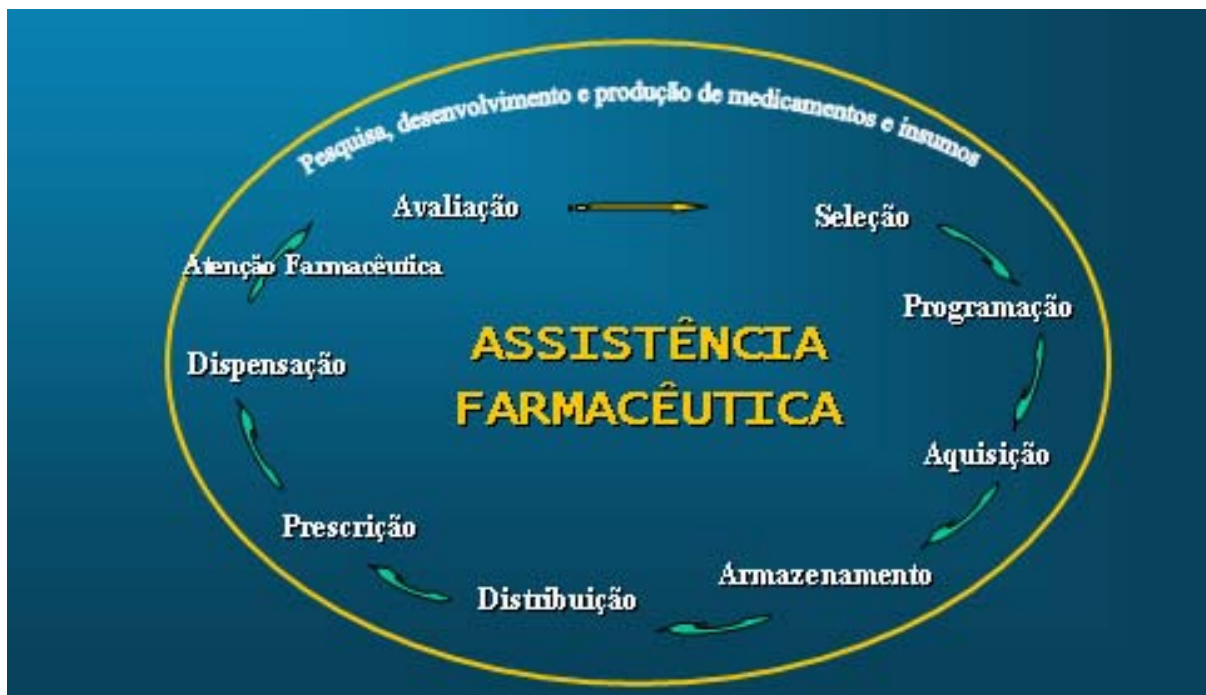 Pesquisa, desenvolvimento e produção de medicamentos e insumos
Avaliação
Seleção
Atenção Farmacêutica
Programação
ASSISTÊNCIA
FARMACÊUTICA
Dispensação
Aquisição
Prescrição
Armazenamento
Distribuição